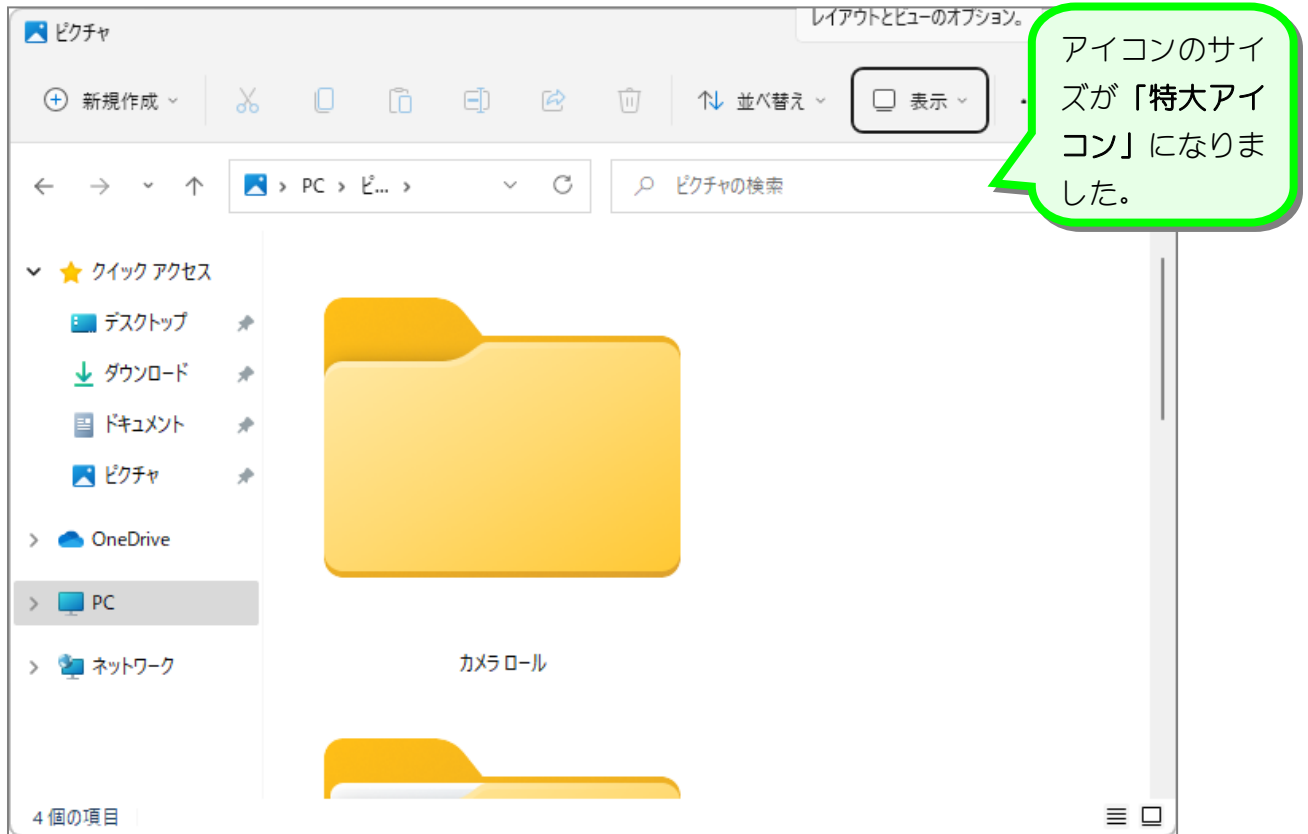 ピクチャ
レイアウトとビューのオプション。
アイコンのサイ
ズが「特大アイ
コン」になりま
した。
新規作成
並べ替え
表示
PC
ピ...
ピクチャの検索
クイック アクセス
デスクトップ
ダウンロード
ドキュメント
ピクチャ
OneDrive
PC
ネットワーク
カメラ ロール
4 個の項目